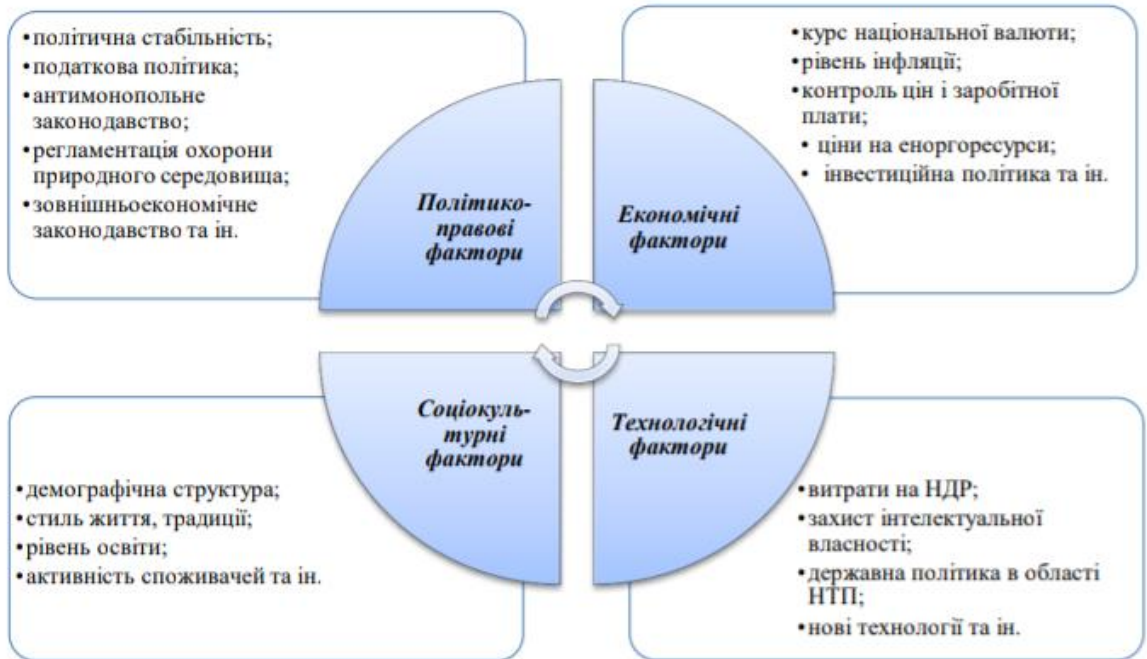 •політична стабільність;
•податкова політика;
•антимонопольне
законодавство;
•регламентація охорони
природного середовища;
•зовнішньоекономічне
законодавство та ін.
Політико-
правові
фактори
•курс національної валюти;
•рівень інфляції;
•контроль цін і заробітної
плати;
• ціни на еноргоресурси;
• інвестиційна політика та ін.
Економічні
фактори
Соціокуль-
турні
фактори
•демографічна структура;
•стиль життя, традиції;
•рівень освіти;
•активність споживачей та ін.
Технологічні
фактори
•витрати на НДР;
•захист інтелектуальної
власності;
•державна політика в області
НТП;
•нові технології та ін.